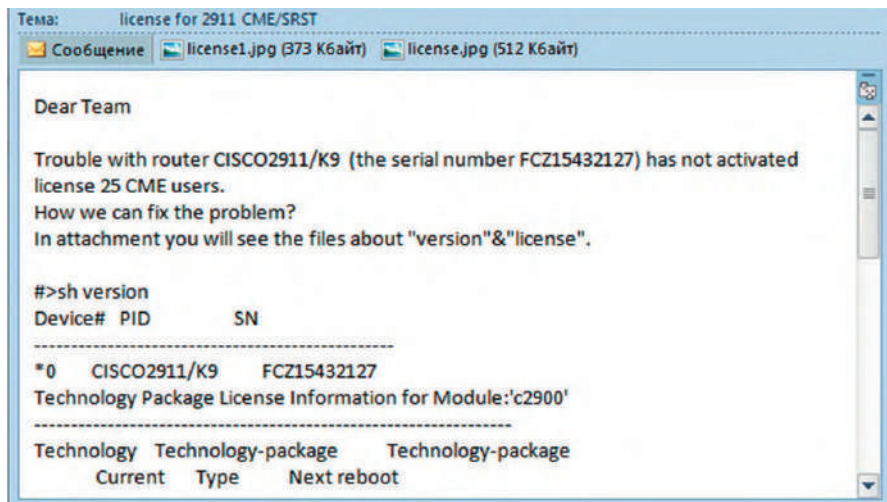 Тема: license for 2911 CME/SRST
Сообщение license1.jpg (373 Кбайт) license.jpg (512 Кбайт)
Dear Team
Trouble with router CISCO2911/K9 (the serial number FCZ15432127) has not activated
license 25 CME users.
How we can fix the problem?
In attachment you will see the files about "version"&"license".
#>sh version
Device# PID SN
-------------------------------------------------
*0 CISCO2911/K9 FCZ15432127
Technology Package License Information for Module:'c2900'
-----------------------------------------------------------------
Technology Technology-package Technology-package
Current Type Next reboot